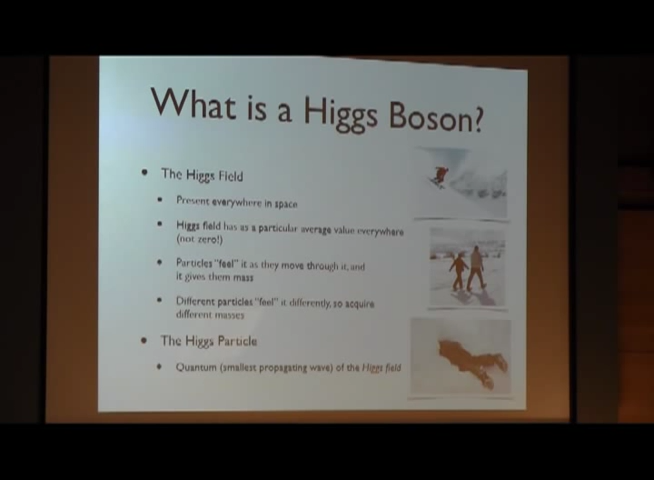 What is a Higgs Boson?
The Higgs Field
Present everywhere in space
Higgs field has as a particular average value everywhere
(not zero!)
Particles "feel" it as they move through it, and
it gives them mass
Different particles "feel" it differently, so acquire
different masses
The Higgs Particle
Quantum (smallest propagating wave) of the Higgs field